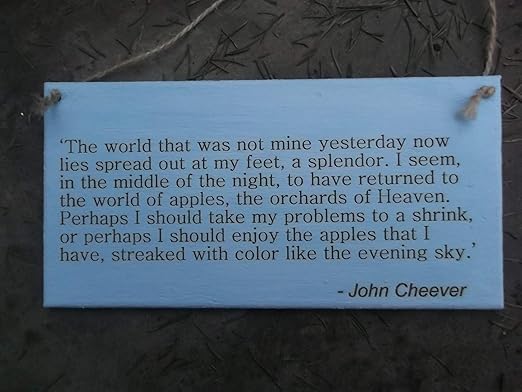 ‘The world that was not mine yesterday now
lies spread out at my feet, a splendor. I seem,
in the middle of the night, to have returned to
the world of apples, the orchards of Heaven.
Perhaps I should take my problems to a shrink,
or perhaps I should enjoy the apples that I
have, streaked with color like the evening sky.’
- John Cheever